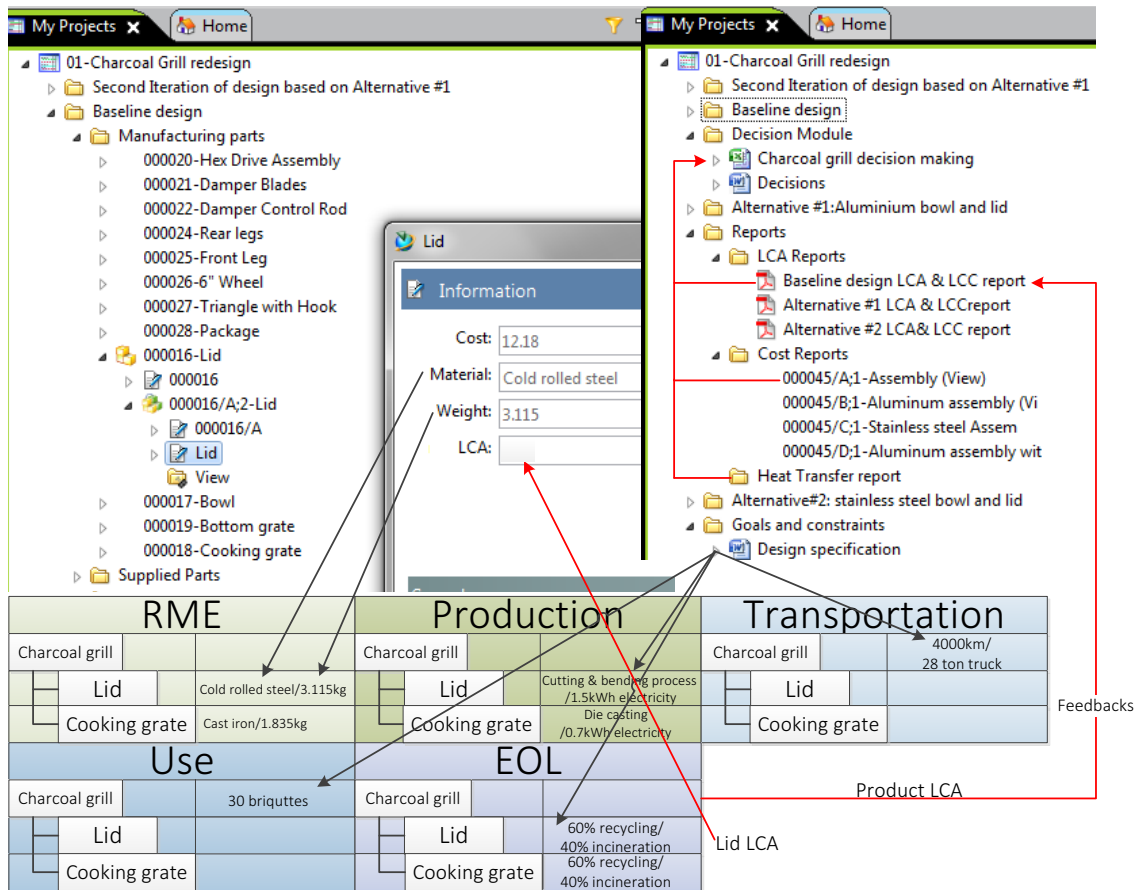 My Projects
Home
01-Charcoal Grill redesign
Second Iteration of design based on Alternative #1
Baseline design
Manufacturing parts
000020-Hex Drive Assembly
000021-Damper Blades
000022-Damper Control Rod
000024-Rear legs
000025-Front Leg
000026-6" Wheel
000027-Triangle with Hook
000028-Package
000016-Lid
000016
000016/A;2-Lid
000016/A
Lid
View
000017-Bowl
000019-Bottom grate
000018-Cooking grate
Supplied Parts
Lid
Information
Cost: 12.18
Material: Cold rolled steel
Weight: 3.115
LCA:
My Projects
Home
01-Charcoal Grill redesign
Second Iteration of design based on Alternative #1
Baseline design
Decision Module
Charcoal grill decision making
Decisions
Alternative #1:Aluminium bowl and lid
Reports
LCA Reports
Baseline design LCA & LCC report
Alternative #1 LCA & LCCreport
Alternative #2 LCA& LCC report
Cost Reports
000045/A;1-Assembly (View)
000045/B;1-Aluminum assembly (Vi
000045/C;1-Stainless steel Assem
000045/D;1-Aluminum assembly wit
Heat Transfer report
Alternative#2: stainless steel bowl and lid
Goals and constraints
Design specification
RME
Charcoal grill
Lid
Cold rolled steel/3.115kg
Cooking grate
Cast iron/1.835kg
Production
Charcoal grill
Lid
Cutting & bending process
/1.5kWh electricity
Cooking grate
Die casting
/0.7kWh electricity
Transportation
Charcoal grill
4000km/
28 ton truck
Lid
Cooking grate
Feedbacks
Use
Charcoal grill
30 briquttes
Lid
Cooking grate
EOL
Charcoal grill
Lid
60% recycling/
40% incineration
Cooking grate
60% recycling/
40% incineration
Product LCA
Lid LCA